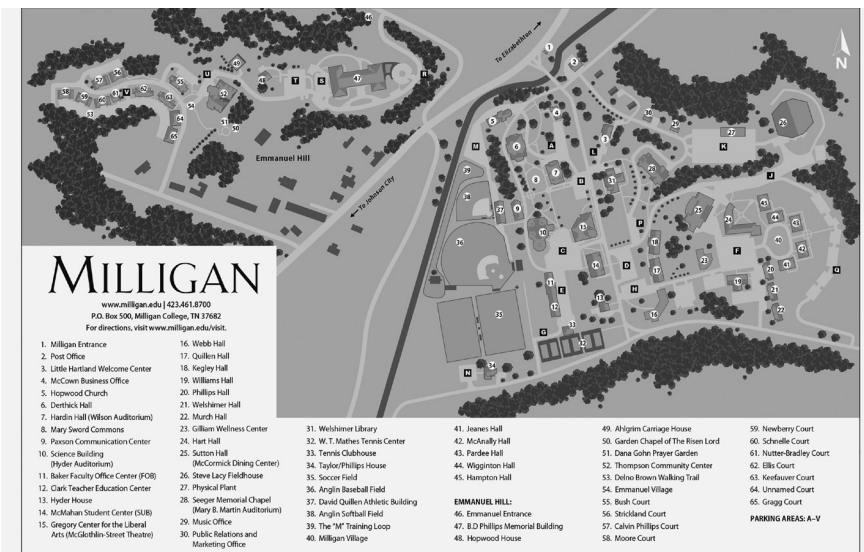 To Elizabethton
N
Emmanuel Hill
To Johnson City
MILLIGAN
www.milligan.edu | 423.461.8700
P.O. Box 500, Milligan College, TN 37682
For directions, visit www.milligan.edu/visit.
1. Milligan Entrance
2. Post Office
3. Little Hartland Welcome Center
4. McCown Business Office
5. Hopwood Church
6. Derthick Hall
7. Hardin Hall (Wilson Auditorium)
8. Mary Sword Commons
9. Paxson Communication Center
10. Science Building
(Hyder Auditorium)
11. Baker Faculty Office Center (FOB)
12. Clark Teacher Education Center
13. Hyder House
14. McMahan Student Center (SUB)
15. Gregory Center for the Liberal
Arts (McGlothlin-Street Theatre)
16. Webb Hall
17. Quillen Hall
18. Kegley Hall
19. Williams Hall
20. Phillips Hall
21. Welshimer Hall
22. Murch Hall
23. Gilliam Wellness Center
24. Hart Hall
25. Sutton Hall
(McCormick Dining Center)
26. Steve Lacy Fieldhouse
27. Physical Plant
28. Seeger Memorial Chapel
(Mary B. Martin Auditorium)
29. Music Office
30. Public Relations and
Marketing Office
31. Welshimer Library
32. W. T. Mathes Tennis Center
33. Tennis Clubhouse
34. Taylor/Phillips House
35. Soccer Field
36. Anglin Baseball Field
37. David Quillen Athletic Building
38. Anglin Softball Field
39. The "M" Training Loop
40. Milligan Village
41. Jeanes Hall
42. McAnally Hall
43. Pardee Hall
44. Wigginton Hall
45. Hampton Hall
EMMANUEL HILL:
46. Emmanuel Entrance
47. B.D Phillips Memorial Building
48. Hopwood House
49. Ahlgrim Carriage House
50. Garden Chapel of The Risen Lord
51. Dana Gohn Prayer Garden
52. Thompson Community Center
53. Delno Brown Walking Trail
54. Emmanuel Village
55. Bush Court
56. Strickland Court
57. Calvin Phillips Court
58. Moore Court
59. Newberry Court
60. Schnelle Court
61. Nutter-Bradley Court
62. Ellis Court
63. Keefauver Court
64. Unnamed Court
65. Gragg Court
PARKING AREAS: A–V